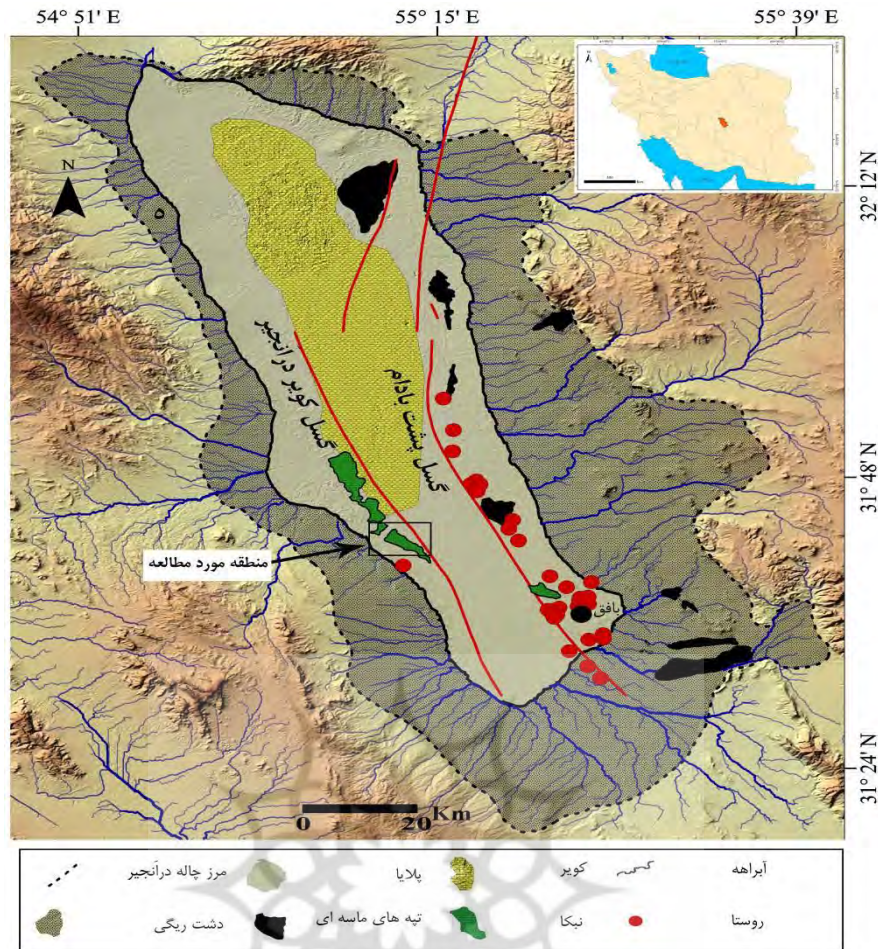 54° 51' E
55° 15' E
55° 39' E
N
32° 12' N
31° 48' N
31° 24' N
گسل کویر درانجیر
گسل پشت بادام
منطقه مورد مطالعه
بافق
0 20 Km
آبراهه
کویر
پلایا
مرز چاله درانجیر
روستا
نبکا
تپه های ماسه ای
دشت ریگی